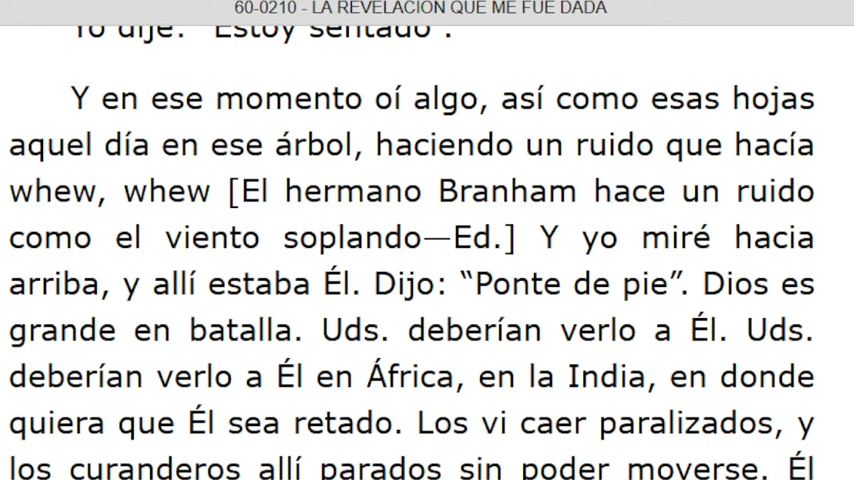 60-0210 - LA REVELACION QUE ME FUE DADA
Yo dije: "Estoy sentado".
Y en ese momento oí algo, así como esas hojas
aquel día en ese árbol, haciendo un ruido que hacía
whew, whew [El hermano Branham hace un ruido
como el viento soplando—Ed.] Y yo miré hacia
arriba, y allí estaba Él. Dijo: “Ponte de pie”. Dios es
grande en batalla. Uds. deberían verlo a Él. Uds.
deberían verlo a Él en África, en la India, en donde
quiera que Él sea retado. Los vi caer paralizados, y
los curanderos allí parados sin poder moverse. Él